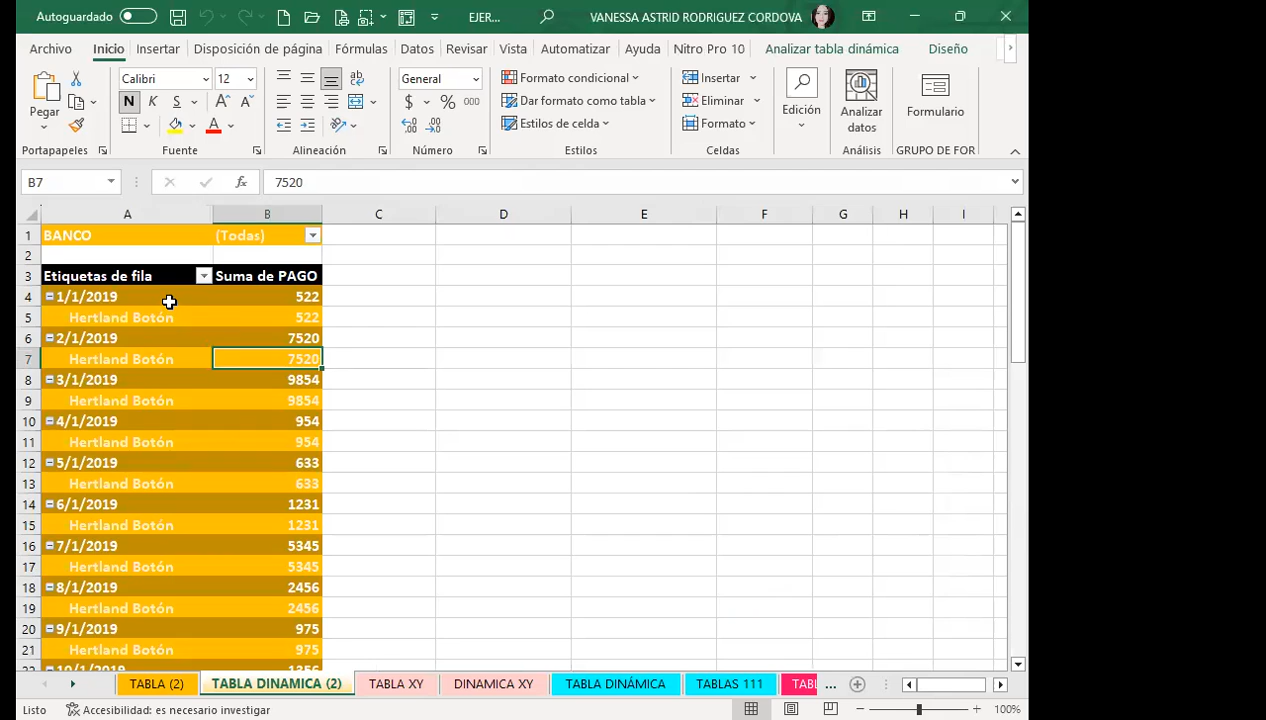 Autoguardado EJER... VANESSA ASTRID RODRIGUEZ CORDOVA
Archivo Inicio Insertar Disposición de página Fórmulas Datos Revisar Vista Automatizar Ayuda Nitro Pro 10 Analizar tabla dinámica Diseño
Pegar
Portapapeles
Calibri 12
N K S
Fuente
Alineación
General
$ % 000
Número
Formato condicional
Dar formato como tabla
Estilos de celda
Estilos
Insertar
Eliminar
Formato
Celdas
Edición
Analizar datos
Análisis
Formulario
GRUPO DE FOR
B7 fx 7520
A B C D E F G H I
1 BANCO (Todas)
2
3 Etiquetas de fila Suma de PAGO
4 1/1/2019 522
5 Hertland Botón 522
6 2/1/2019 7520
7 Hertland Botón 7520
8 3/1/2019 9854
9 Hertland Botón 9854
10 4/1/2019 954
11 Hertland Botón 954
12 5/1/2019 633
13 Hertland Botón 633
14 6/1/2019 1231
15 Hertland Botón 1231
16 7/1/2019 5345
17 Hertland Botón 5345
18 8/1/2019 2456
19 Hertland Botón 2456
20 9/1/2019 975
21 Hertland Botón 975
22 10/1/2019 1356
TABLA (2) TABLA DINAMICA (2) TABLA XY DINAMICA XY TABLA DINÁMICA TABLAS 111 TABL ...
Listo Accesibilidad: es necesario investigar 100%